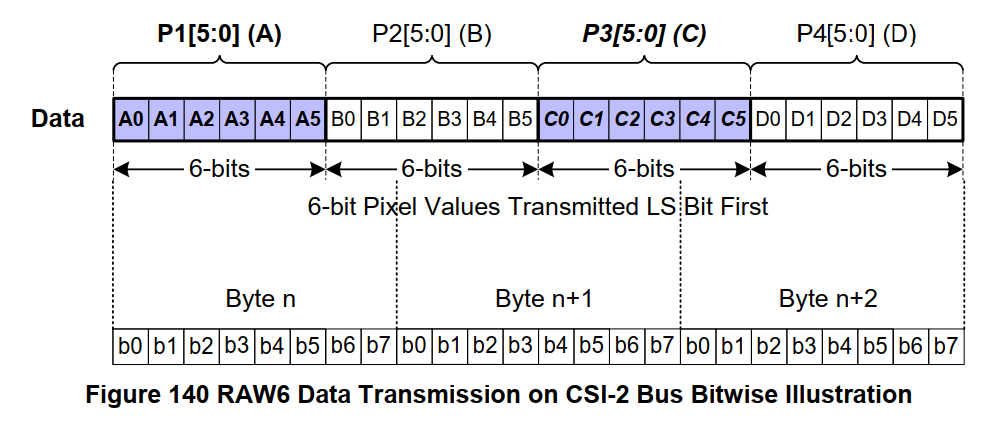 P1[5:0] (A) P2[5:0] (B) P3[5:0] (C) P4[5:0] (D)
Data A0 A1 A2 A3 A4 A5 B0 B1 B2 B3 B4 B5 C0 C1 C2 C3 C4 C5 D0 D1 D2 D3 D4 D5
6-bits 6-bits 6-bits 6-bits
6-bit Pixel Values Transmitted LS Bit First
Byte n Byte n+1 Byte n+2
b0 b1 b2 b3 b4 b5 b6 b7 b0 b1 b2 b3 b4 b5 b6 b7 b0 b1 b2 b3 b4 b5 b6 b7
Figure 140 RAW6 Data Transmission on CSI-2 Bus Bitwise Illustration